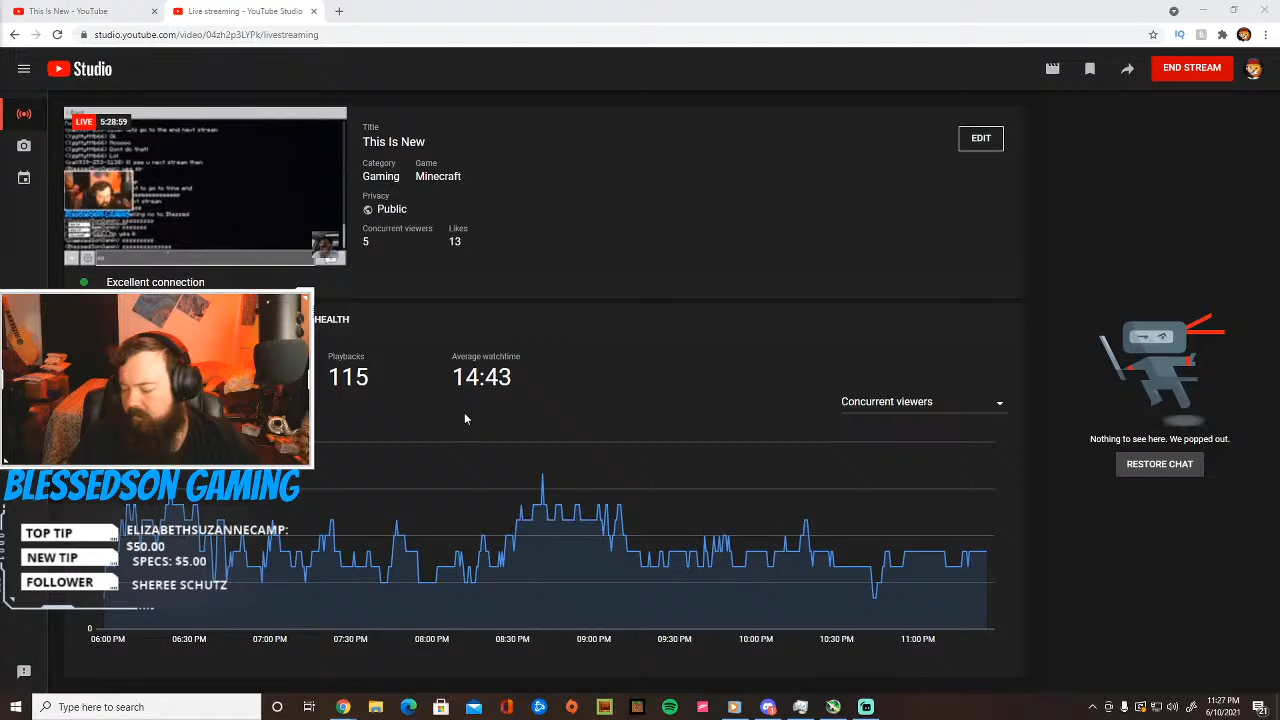 This Is New - YouTube
Live streaming - YouTube Studio
studio.youtube.com/video/04zh2p3LYPk/livestreaming
Studio
END STREAM
LIVE 5:28:59
Title
This Is New
EDIT
Category Game
Gaming Minecraft
Privacy
Public
Concurrent viewers Likes
5 13
Excellent connection
HEALTH
Playbacks Average watchtime
115 14:43
Concurrent viewers
Nothing to see here. We popped out.
RESTORE CHAT
BLESSEDSON GAMING
TOP TIP ELIZABETHSUZANNECAMP:
$50.00
NEW TIP SPECS: $5.00
FOLLOWER SHEREE SCHUTZ
0
06:00 PM 06:30 PM 07:00 PM 07:30 PM 08:00 PM 08:30 PM 09:00 PM 09:30 PM 10:00 PM 10:30 PM 11:00 PM
Type here to search
11:27 PM
6/10/2021